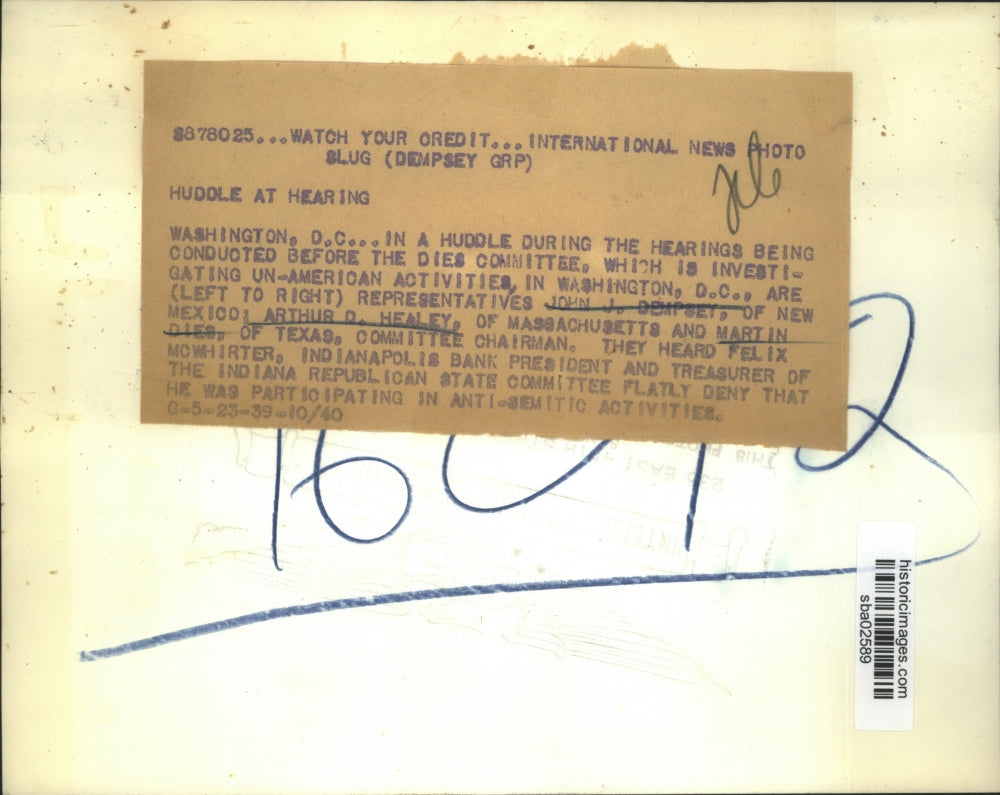 S878025...WATCH YOUR CREDIT...INTERNATIONAL NEWS PHOTO
SLUG (DEMPSEY GRP)
HUDDLE AT HEARING
WASHINGTON, D.C...IN A HUDDLE DURING THE HEARINGS BEING
CONDUCTED BEFORE THE DIES COMMITTEE, WHICH IS INVESTI-
GATING UN-AMERICAN ACTIVITIES, IN WASHINGTON, D.C., ARE
(LEFT TO RIGHT) REPRESENTATIVES JOHN J. DEMPSEY, OF NEW
MEXICO; ARTHUR D. HEALEY, OF MASSACHUSETTS AND MARTIN
DIES, OF TEXAS, COMMITTEE CHAIRMAN. THEY HEARD FELIX
MCWHIRTER, INDIANAPOLIS BANK PRESIDENT AND TREASURER OF
THE INDIANA REPUBLICAN STATE COMMITTEE FLATLY DENY THAT
HE WAS PARTICIPATING IN ANTI-SEMITIC ACTIVITIES.
G-5-23-39-10/40
historicimages.com
sba02589